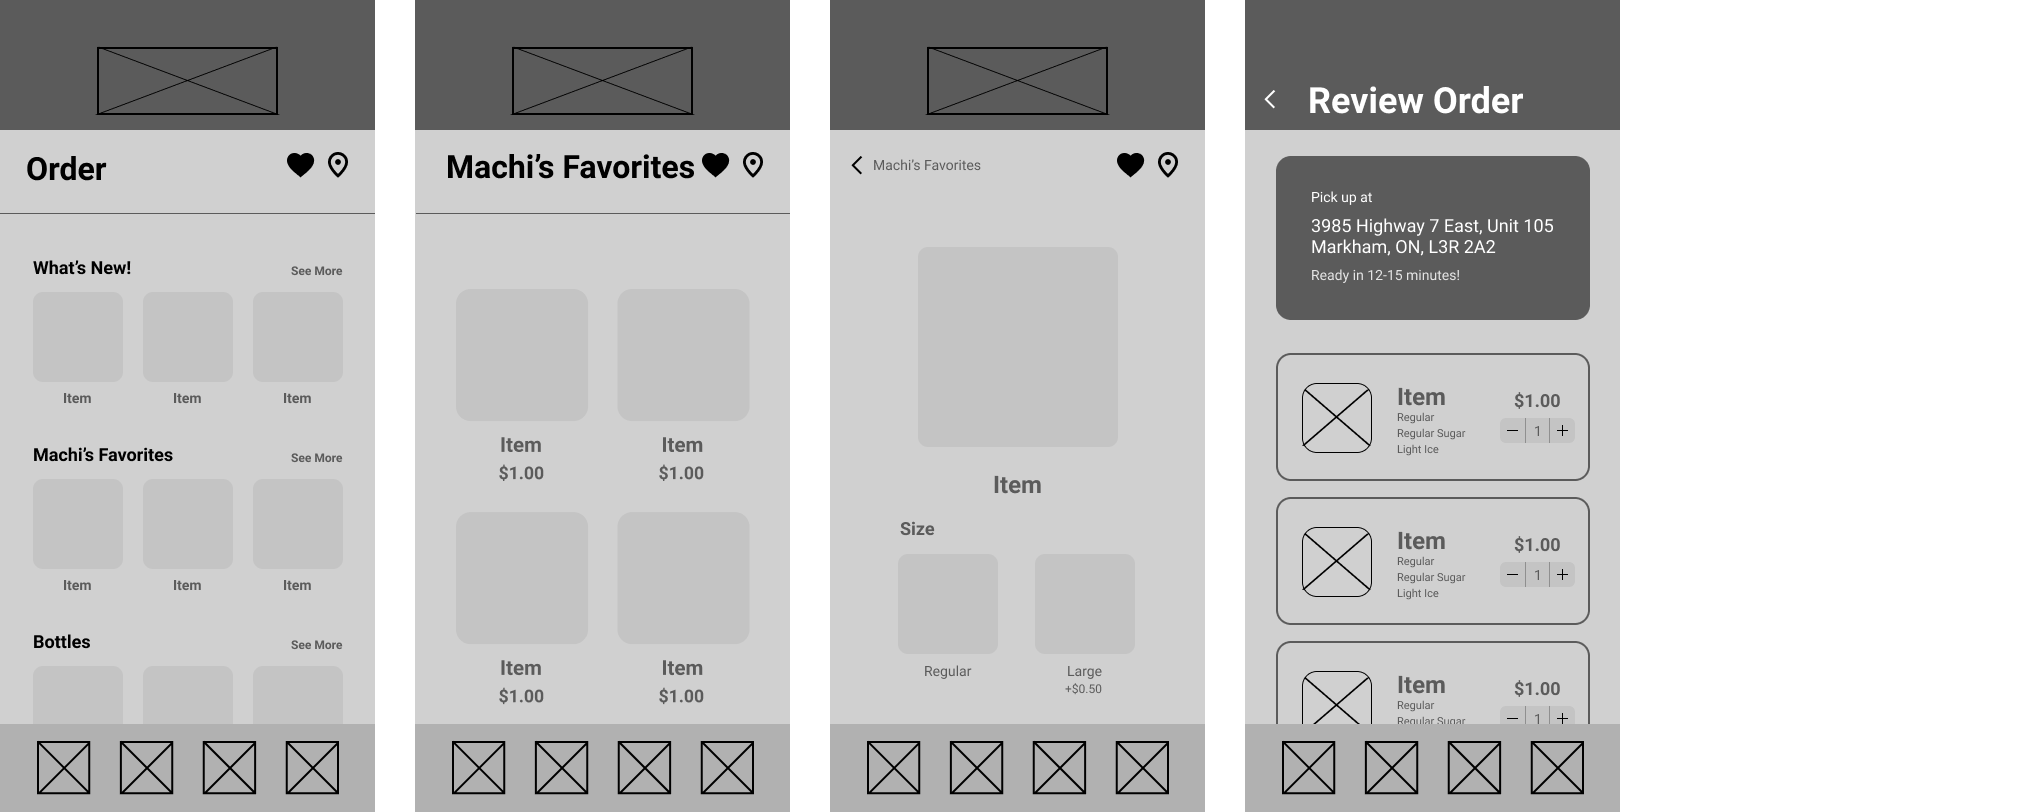 Order
What's New!
See More
Item
Item
Item
Machi's Favorites
See More
Item
Item
Item
Bottles
See More
Machi's Favorites
Item
$1.00
Item
$1.00
Item
$1.00
Item
$1.00
Machi's Favorites
Item
Size
Regular
Large
+$0.50
Review Order
Pick up at
3985 Highway 7 East, Unit 105
Markham, ON, L3R 2A2
Ready in 12-15 minutes!
Item
Regular
Regular Sugar
Light Ice
$1.00
1
Item
Regular
Regular Sugar
Light Ice
$1.00
1
Item
Regular
Regular Sugar
$1.00
1